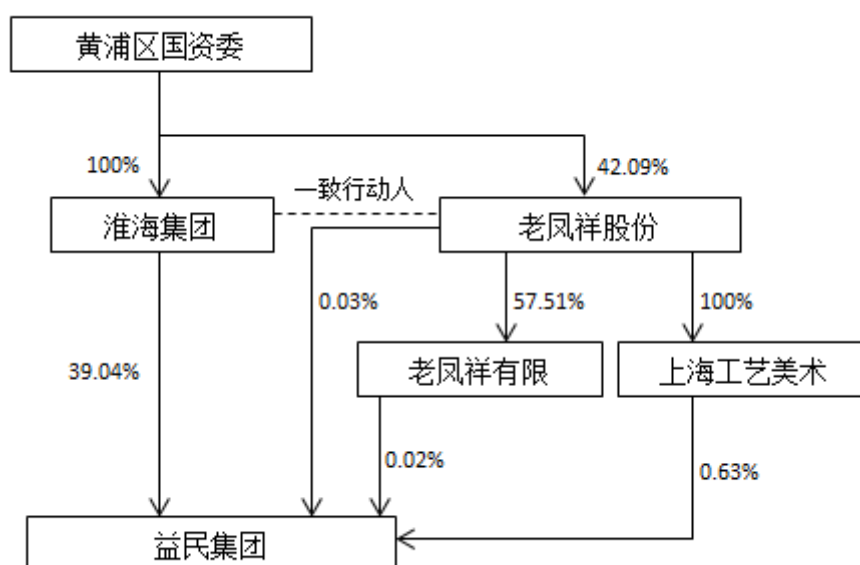 黄浦区国资委
100%
42.09%
一致行动人
淮海集团
老凤祥股份
0.03%
57.51%
100%
39.04%
老凤祥有限
上海工艺美术
0.02%
0.63%
益民集团